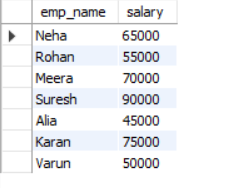 emp_name salary
Neha 65000
Rohan 55000
Meera 70000
Suresh 90000
Alia 45000
Karan 75000
Varun 50000